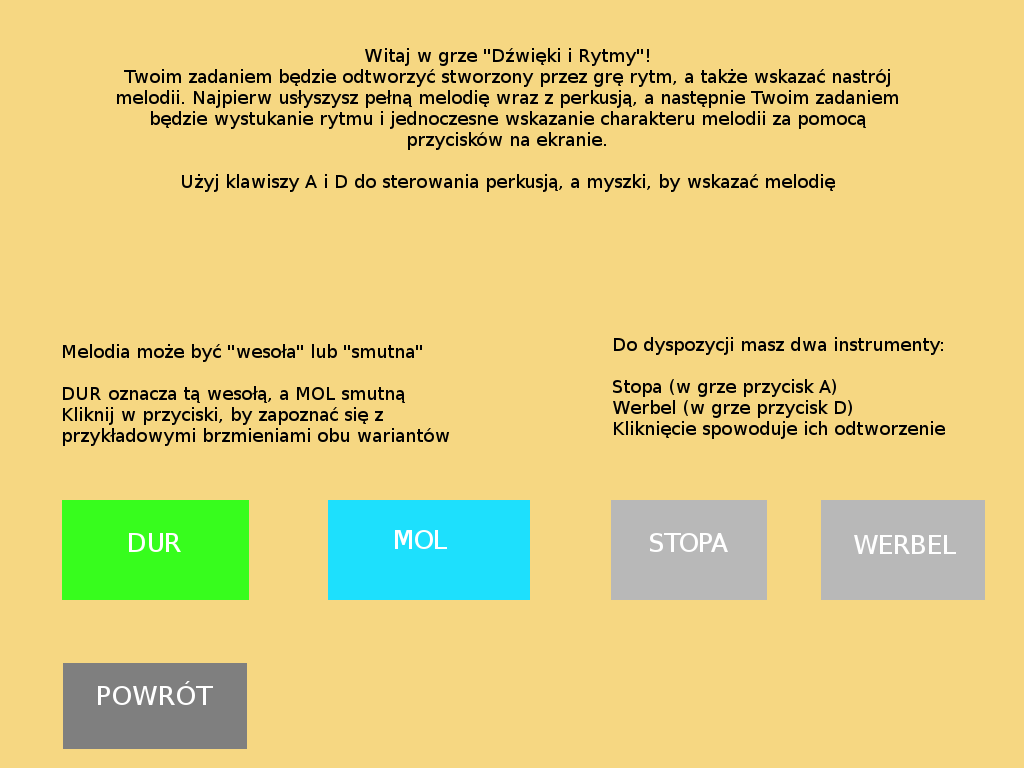 Witaj w grze "Dźwięki i Rytmy"!
Twoim zadaniem będzie odtworzyć stworzony przez grę rytm, a także wskazać nastrój
melodii. Najpierw usłyszysz pełną melodię wraz z perkusją, a następnie Twoim zadaniem
będzie wystukanie rytmu i jednoczesne wskazanie charakteru melodii za pomocą
przycisków na ekranie.
Użyj klawiszy A i D do sterowania perkusją, a myszki, by wskazać melodię
Melodia może być "wesoła" lub "smutna"
DUR oznacza tą wesołą, a MOL smutną
Kliknij w przyciski, by zapoznać się z
przykładowymi brzmieniami obu wariantów
Do dyspozycji masz dwa instrumenty:
Stopa (w grze przycisk A)
Werbel (w grze przycisk D)
Kliknięcie spowoduje ich odtworzenie
DUR
MOL
STOPA
WERBEL
POWRÓT